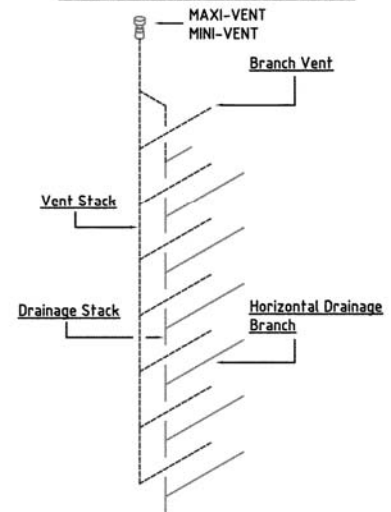 MAXI-VENT
MINI-VENT
Branch Vent
Vent Stack
Drainage Stack
Horizontal Drainage
Branch